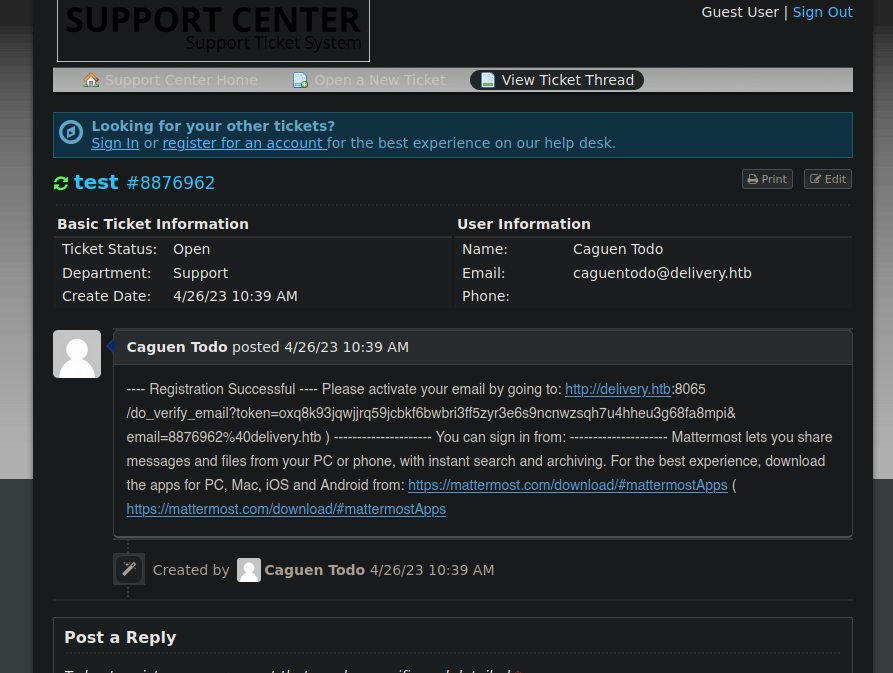 SUPPORT CENTER
Support Ticket System
Guest User | Sign Out
Support Center Home Open a New Ticket View Ticket Thread
Looking for your other tickets?
Sign In or register for an account for the best experience on our help desk.
test #8876962
Print Edit
Basic Ticket Information User Information
Ticket Status: Open Name: Caguen Todo
Department: Support Email: caguentodo@delivery.htb
Create Date: 4/26/23 10:39 AM Phone:
Caguen Todo posted 4/26/23 10:39 AM
---- Registration Successful ---- Please activate your email by going to: http://delivery.htb:8065
/do_verify_email?token=oxq8k93jqwjjrq59jcbkf6bwbri3ff5zyr3e6s9ncnwzsqh7u4hheu3g68fa8mpi&
email=8876962%40delivery.htb ) --------------------- You can sign in from: --------------------- Mattermost lets you share
messages and files from your PC or phone, with instant search and archiving. For the best experience, download
the apps for PC, Mac, iOS and Android from: https://mattermost.com/download/#mattermostApps (
https://mattermost.com/download/#mattermostApps
Created by Caguen Todo 4/26/23 10:39 AM
Post a Reply